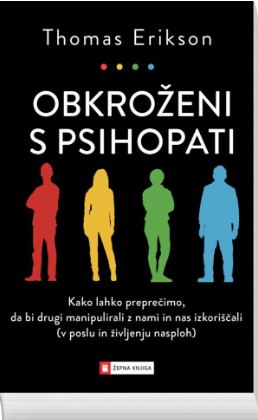 Thomas Erikson
OBKROŽENI
S PSIHOPATI
Kako lahko preprečimo,
da bi drugi manipulirali z nami in nas izkoriščali
(v poslu in življenju nasploh)
ŽEPNA KNJIGA